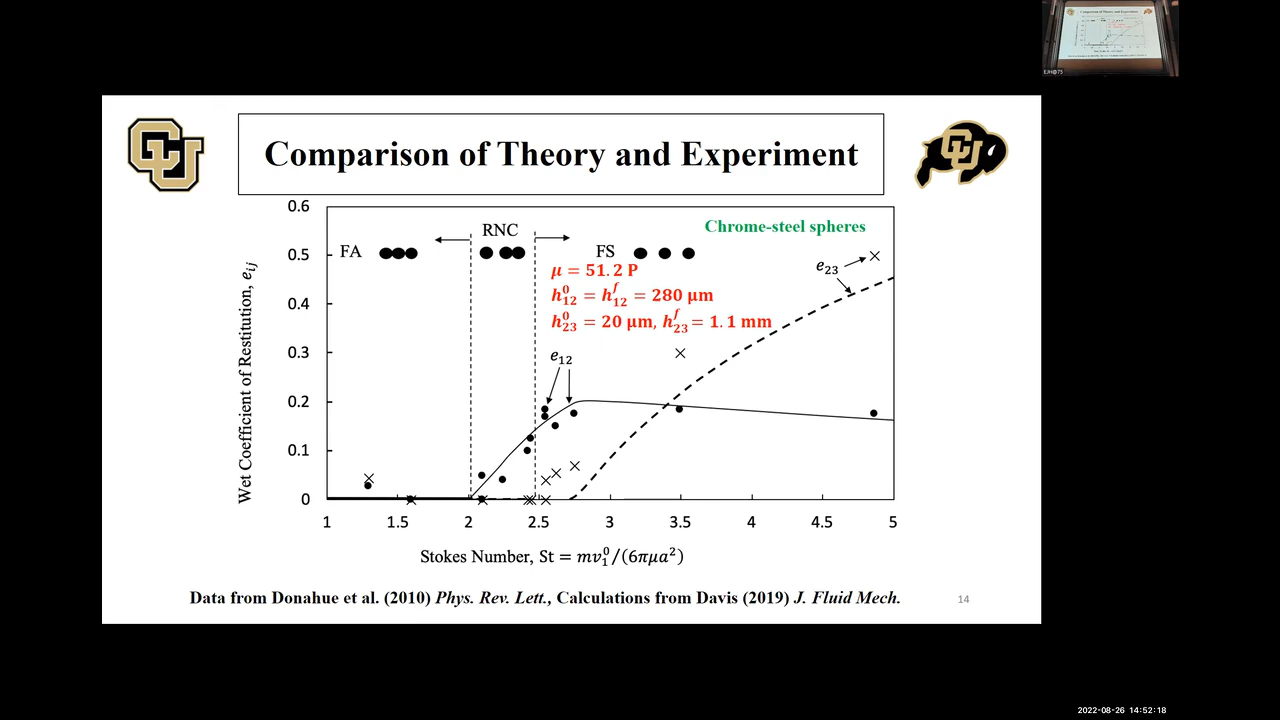 Comparison of Theory and Experiment
EJH@75
CU
CU
Chrome-steel spheres
FA
RNC
FS
μ = 51.2 P
h⁰₁₂ = hᶠ₁₂ = 280 μm
h⁰₂₃ = 20 μm, hᶠ₂₃ = 1.1 mm
e₂₃
e₁₂
Wet Coefficient of Restitution, eᵢⱼ
0.6
0.5
0.4
0.3
0.2
0.1
0
1 1.5 2 2.5 3 3.5 4 4.5 5
Stokes Number, St = mv⁰₁/(6πμa²)
Data from Donahue et al. (2010) Phys. Rev. Lett., Calculations from Davis (2019) J. Fluid Mech.
14
2022-08-26 14:52:18